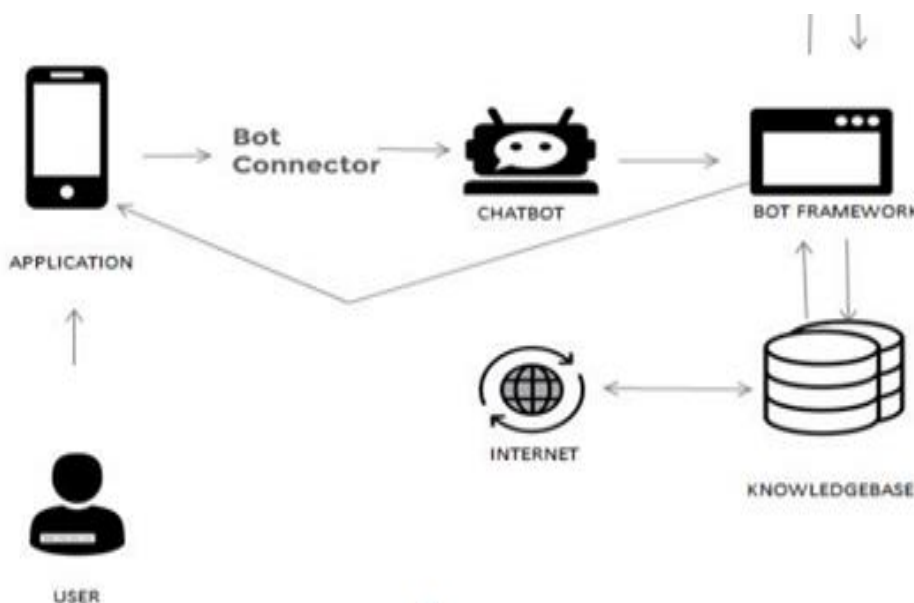 Bot
Connector
CHATBOT
BOT FRAMEWORK
APPLICATION
INTERNET
KNOWLEDGEBASE
USER